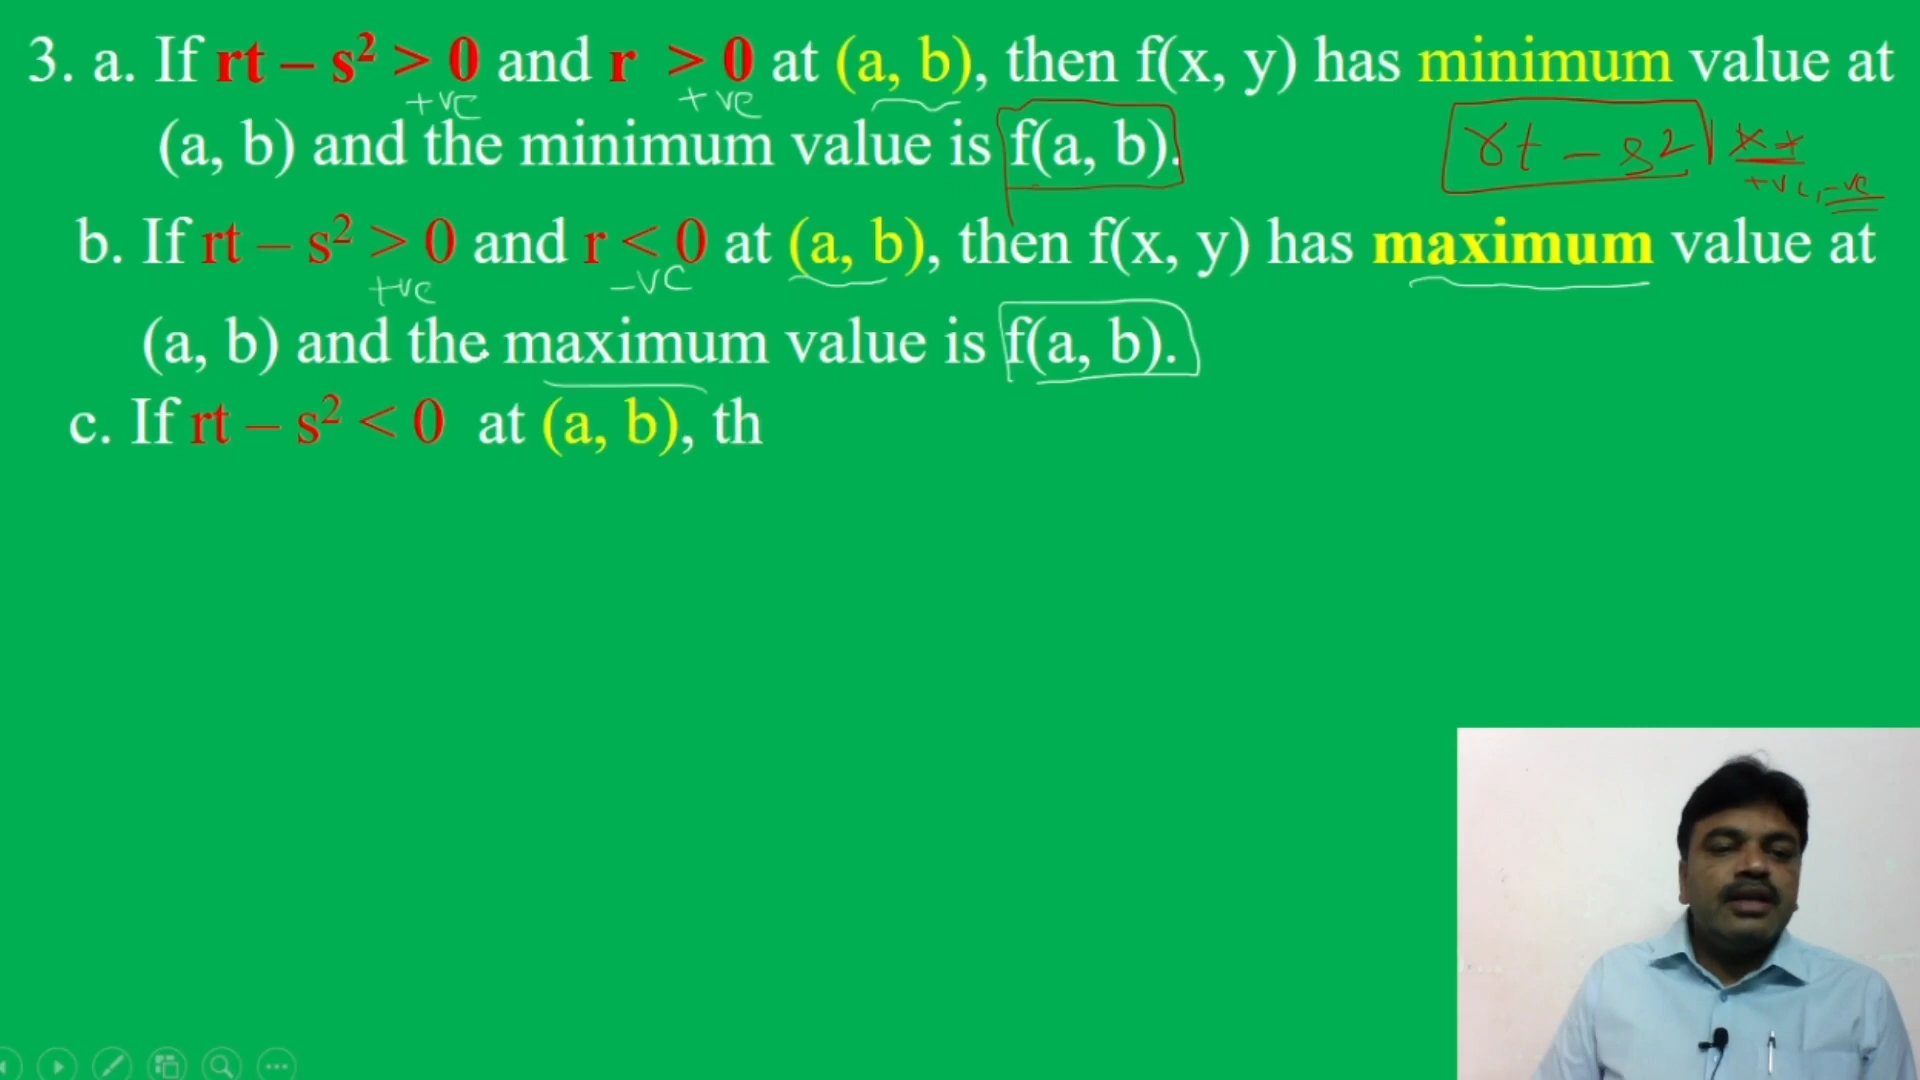 3. a. If rt – s² > 0 and r > 0 at (a, b), then f(x, y) has minimum value at
+ve +ve
(a, b) and the minimum value is f(a, b).
rt – s²
+ve, -ve
b. If rt – s² > 0 and r < 0 at (a, b), then f(x, y) has maximum value at
+ve -ve
(a, b) and the maximum value is f(a, b).
c. If rt – s² < 0 at (a, b), th